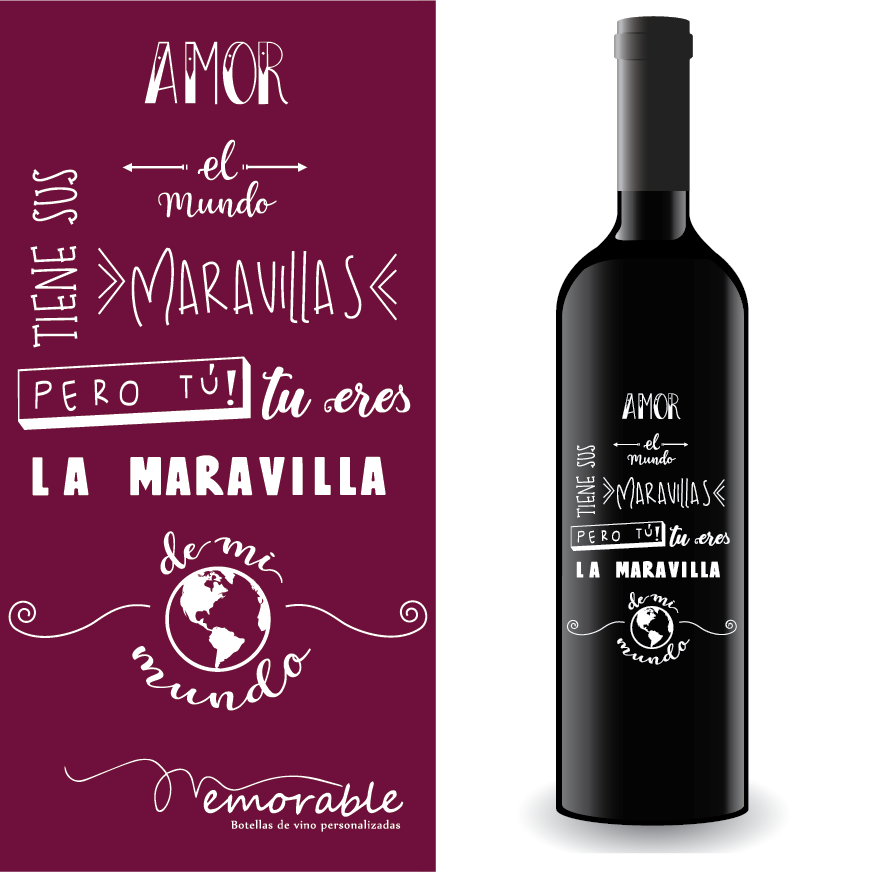 AMOR
el
mundo
TIENE SUS
MARAVILLAS
PERO TÚ! tu eres
LA MARAVILLA
de mi
mundo
Memorable
Botellas de vino personalizadas
AMOR
el
mundo
TIENE SUS
MARAVILLAS
PERO TÚ! tu eres
LA MARAVILLA
de mi
mundo